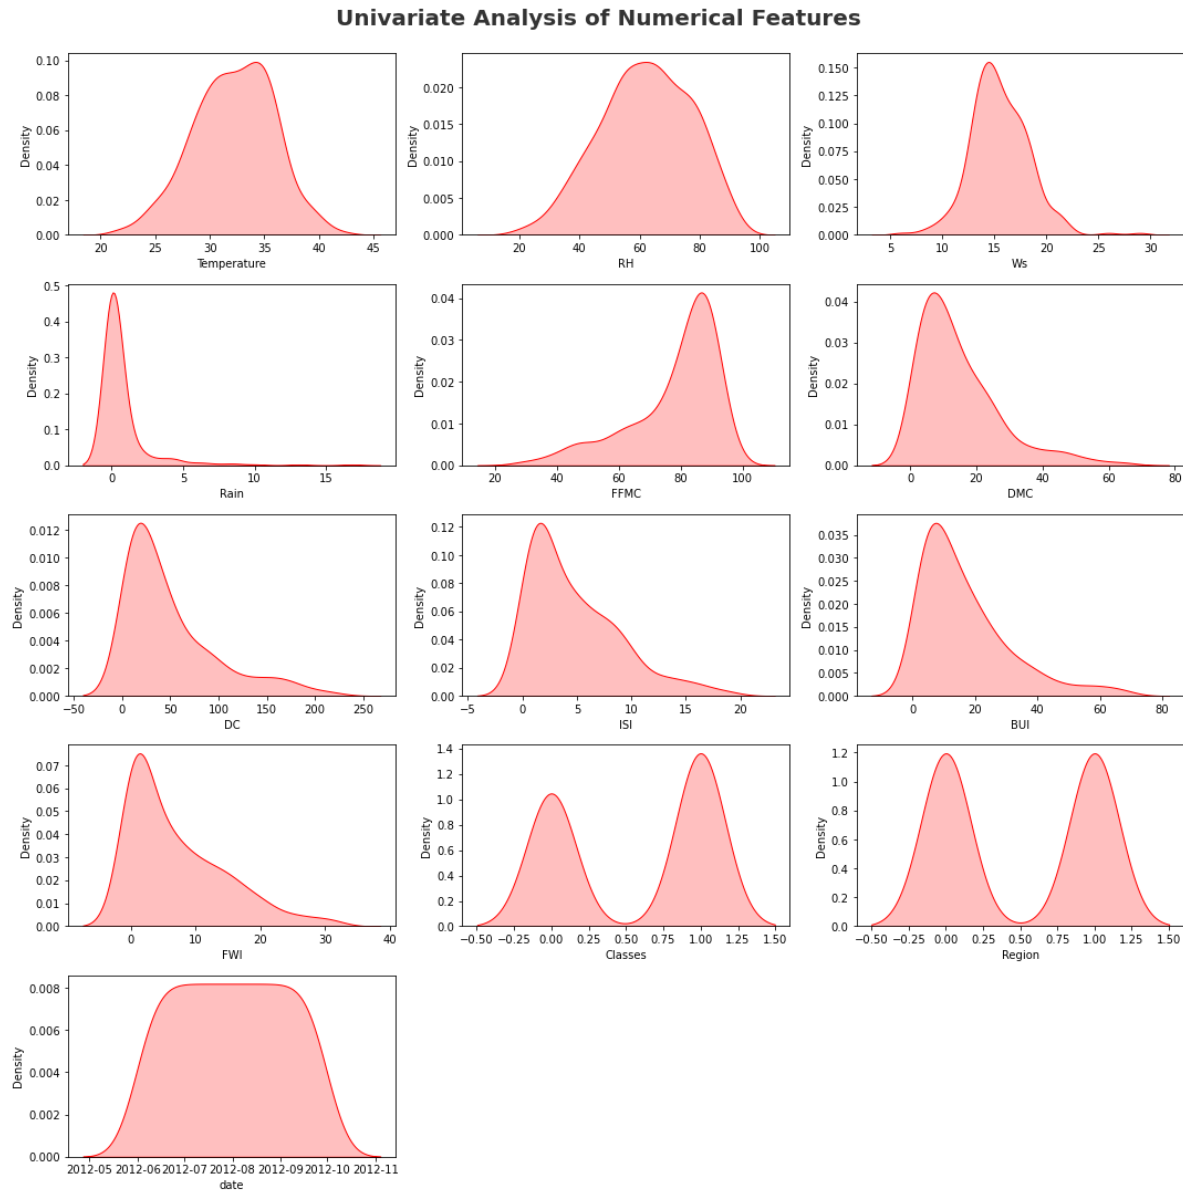 Univariate Analysis of Numerical Features
0.10
0.08
0.06
0.04
0.02
0.00
Density
20 25 30 35 40 45
Temperature
0.020
0.015
0.010
0.005
0.000
Density
20 40 60 80 100
RH
0.150
0.125
0.100
0.075
0.050
0.025
0.000
Density
5 10 15 20 25 30
Ws
0.5
0.4
0.3
0.2
0.1
0.0
Density
0 5 10 15
Rain
0.04
0.03
0.02
0.01
0.00
Density
20 40 60 80 100
FFMC
0.04
0.03
0.02
0.01
0.00
Density
0 20 40 60 80
DMC
0.012
0.010
0.008
0.006
0.004
0.002
0.000
Density
−50 0 50 100 150 200 250
DC
0.12
0.10
0.08
0.06
0.04
0.02
0.00
Density
−5 0 5 10 15 20
ISI
0.035
0.030
0.025
0.020
0.015
0.010
0.005
0.000
Density
0 20 40 60 80
BUI
0.07
0.06
0.05
0.04
0.03
0.02
0.01
0.00
Density
0 10 20 30 40
FWI
1.4
1.2
1.0
0.8
0.6
0.4
0.2
0.0
Density
−0.50 −0.25 0.00 0.25 0.50 0.75 1.00 1.25 1.50
Classes
1.2
1.0
0.8
0.6
0.4
0.2
0.0
Density
−0.50 −0.25 0.00 0.25 0.50 0.75 1.00 1.25 1.50
Region
0.008
0.006
0.004
0.002
0.000
Density
2012-05 2012-06 2012-07 2012-08 2012-09 2012-10 2012-11
date